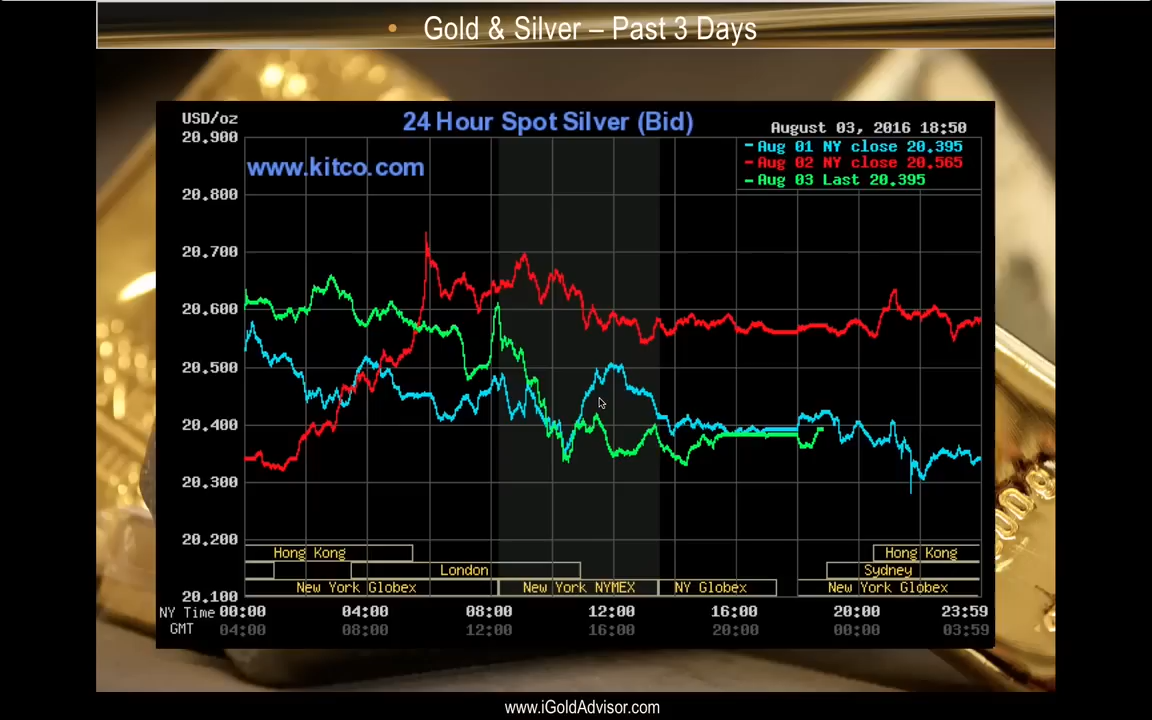 • Gold & Silver – Past 3 Days
USD/oz
24 Hour Spot Silver (Bid)
August 03, 2016 18:50
www.kitco.com
Aug 01 NY close 20.395
Aug 02 NY close 20.565
Aug 03 Last 20.395
20.900
20.800
20.700
20.600
20.500
20.400
20.300
20.200
20.100
Hong Kong
Hong Kong
London
Sydney
New York Globex
New York NYMEX
NY Globex
New York Globex
NY Time 00:00 04:00 08:00 12:00 16:00 20:00 23:59
GMT 04:00 08:00 12:00 16:00 20:00 00:00 03:59
www.iGoldAdvisor.com